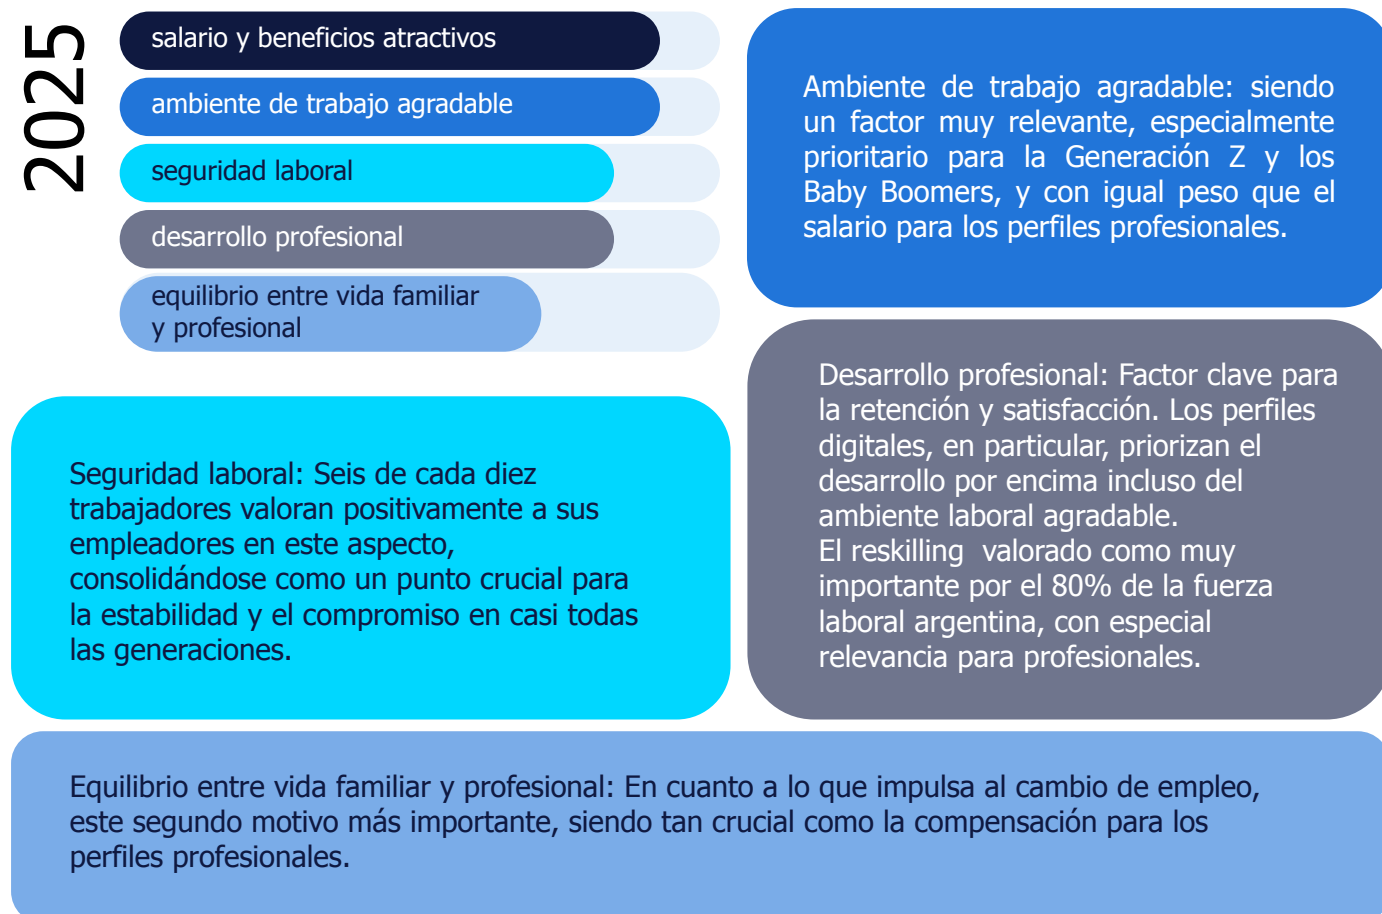 2025
salario y beneficios atractivos
ambiente de trabajo agradable
seguridad laboral
desarrollo profesional
equilibrio entre vida familiar
y profesional
Ambiente de trabajo agradable: siendo
un factor muy relevante, especialmente
prioritario para la Generación Z y los
Baby Boomers, y con igual peso que el
salario para los perfiles profesionales.
Seguridad laboral: Seis de cada diez
trabajadores valoran positivamente a sus
empleadores en este aspecto,
consolidándose como un punto crucial para
la estabilidad y el compromiso en casi todas
las generaciones.
Desarrollo profesional: Factor clave para
la retención y satisfacción. Los perfiles
digitales, en particular, priorizan el
desarrollo por encima incluso del
ambiente laboral agradable.
El reskilling  valorado como muy
importante por el 80% de la fuerza
laboral argentina, con especial
relevancia para profesionales.
Equilibrio entre vida familiar y profesional: En cuanto a lo que impulsa al cambio de empleo,
este segundo motivo más importante, siendo tan crucial como la compensación para los
perfiles profesionales.